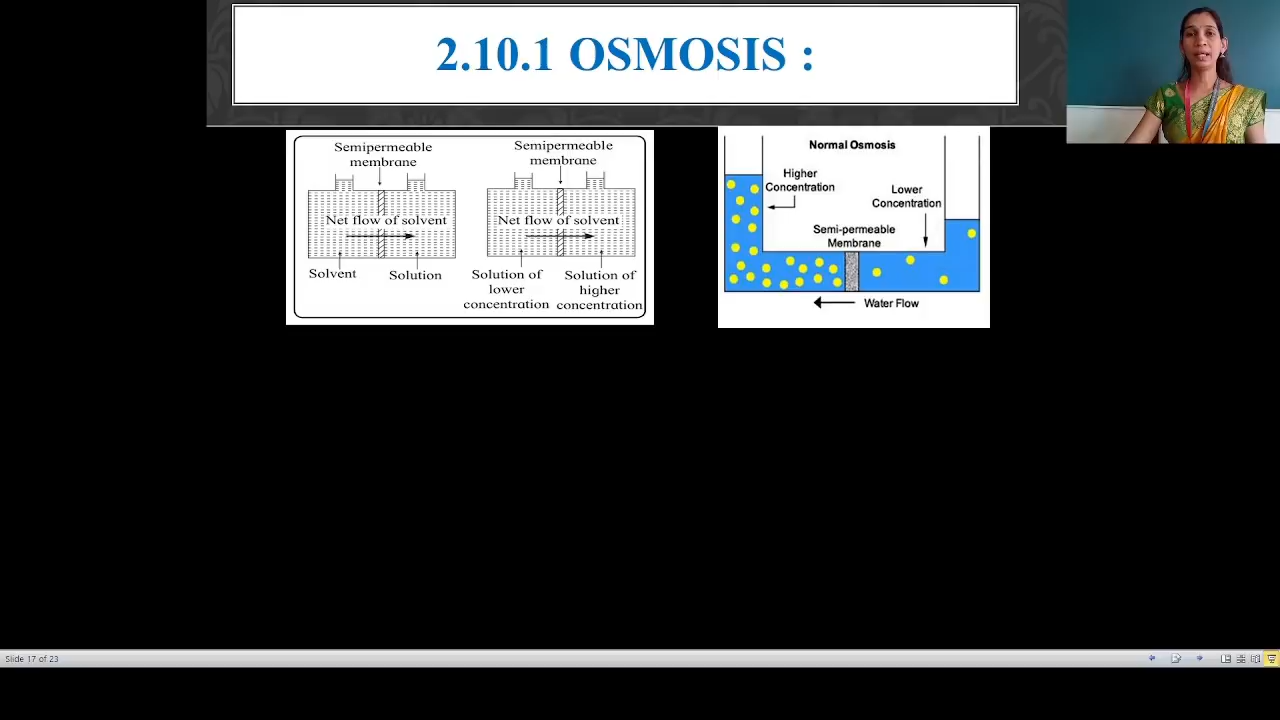 2.10.1 OSMOSIS :
Semipermeable
membrane
Net flow of solvent
Solvent
Solution
Semipermeable
membrane
Net flow of solvent
Solution of
lower
concentration
Solution of
higher
concentration
Normal Osmosis
Higher
Concentration
Lower
Concentration
Semi-permeable
Membrane
Water Flow
Slide 17 of 23